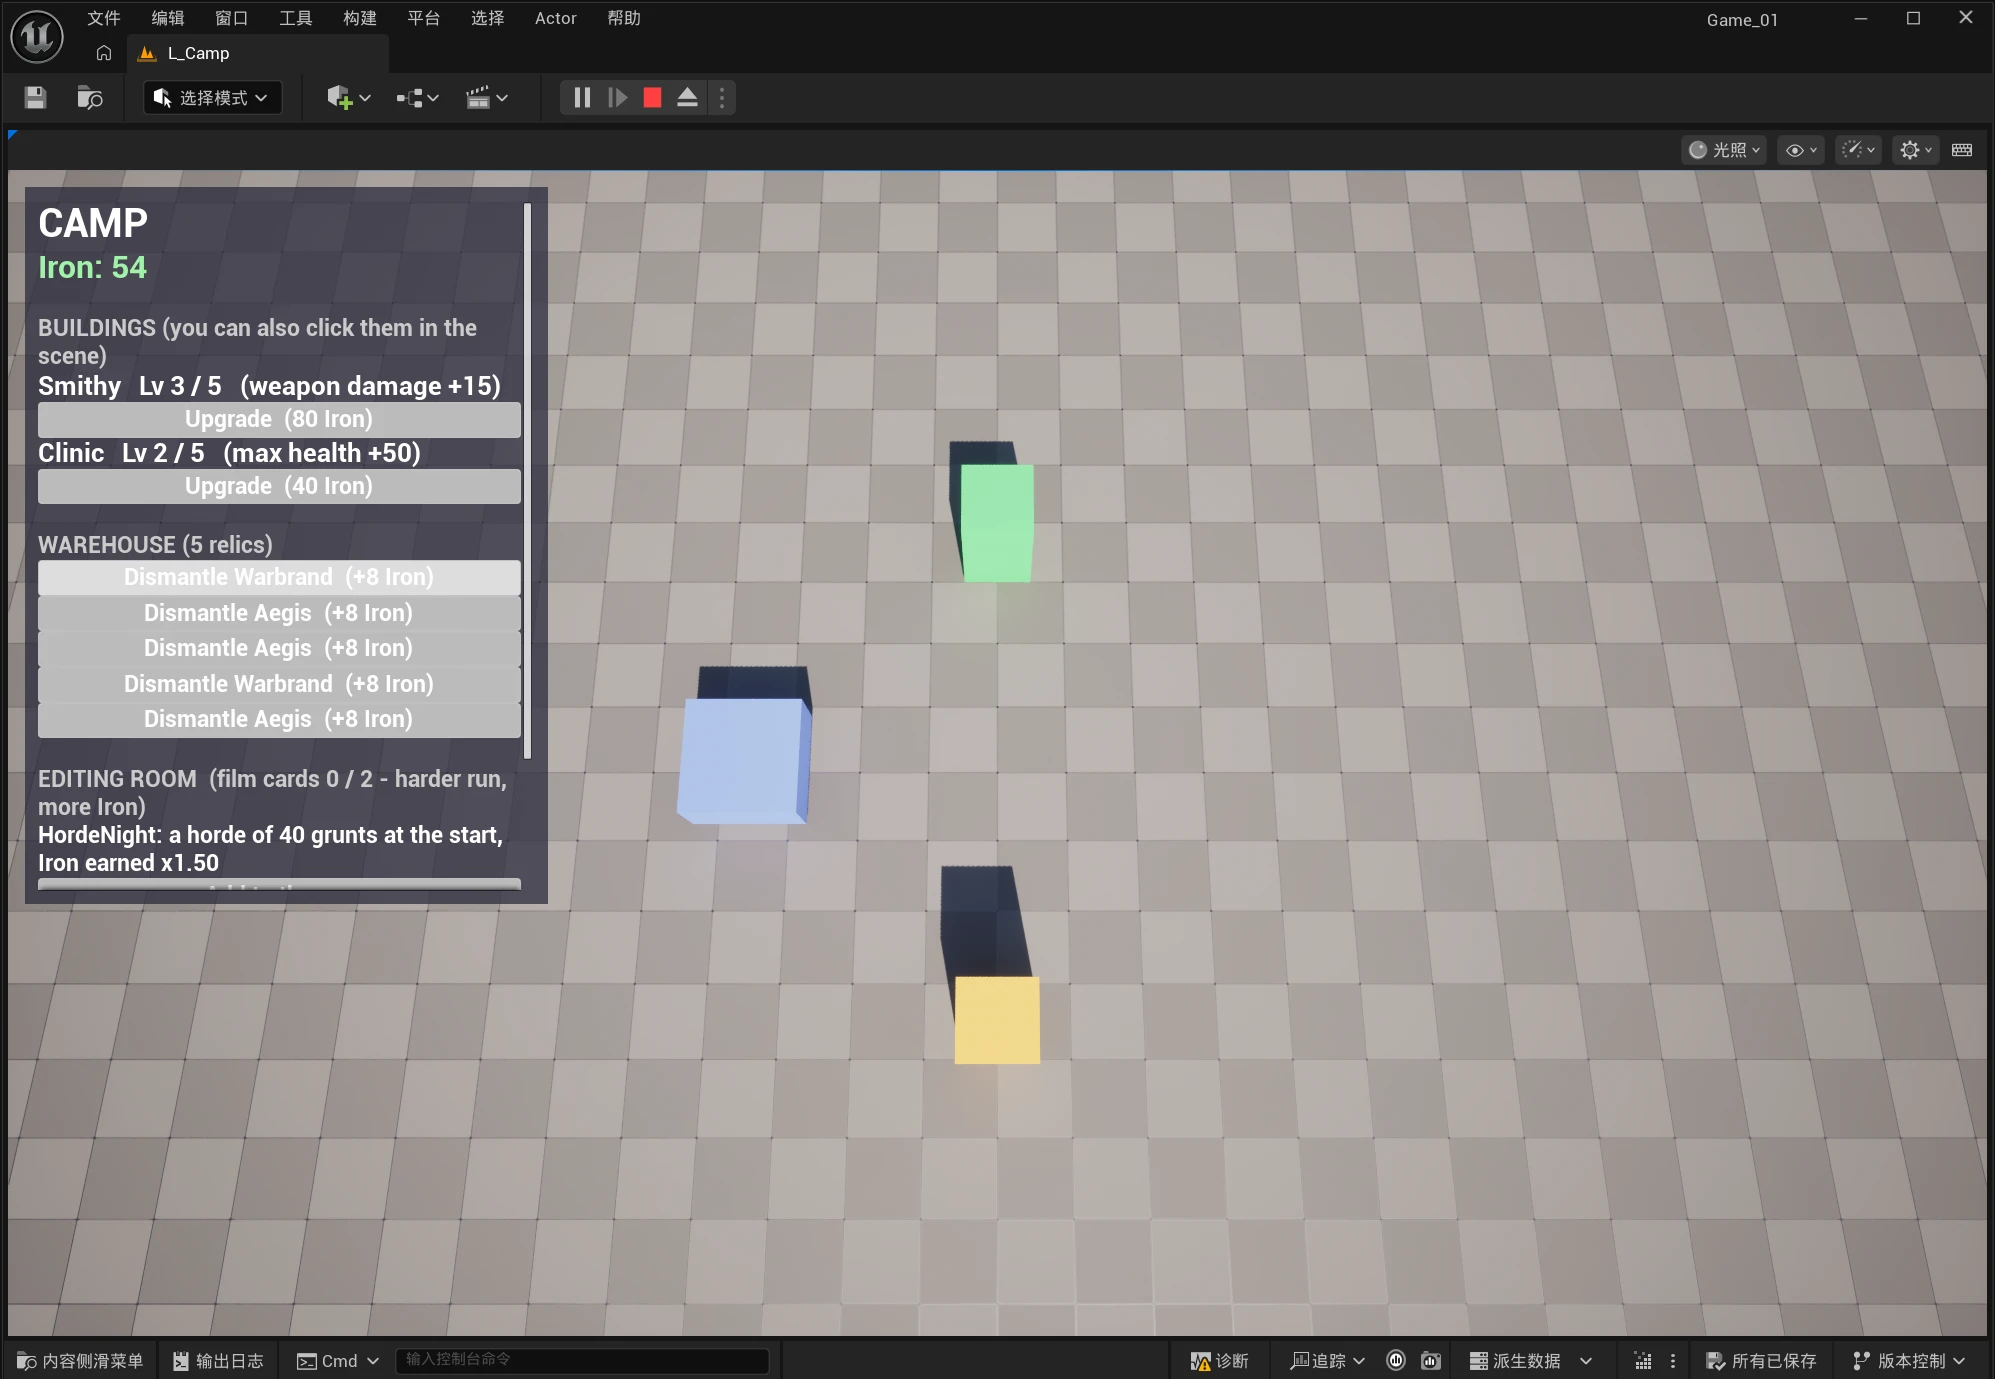 文件 编辑 窗口 工具 构建 平台 选择 Actor 帮助
Game_01
L_Camp
选择模式
光照
CAMP
Iron: 54
BUILDINGS (you can also click them in the
scene)
Smithy Lv 3 / 5 (weapon damage +15)
Upgrade (80 Iron)
Clinic Lv 2 / 5 (max health +50)
Upgrade (40 Iron)
WAREHOUSE (5 relics)
Dismantle Warbrand (+8 Iron)
Dismantle Aegis (+8 Iron)
Dismantle Aegis (+8 Iron)
Dismantle Warbrand (+8 Iron)
Dismantle Aegis (+8 Iron)
EDITING ROOM (film cards 0 / 2 - harder run,
more Iron)
HordeNight: a horde of 40 grunts at the start,
Iron earned x1.50
内容侧滑菜单 输出日志 Cmd 输入控制台命令 诊断 追踪 派生数据 所有已保存 版本控制